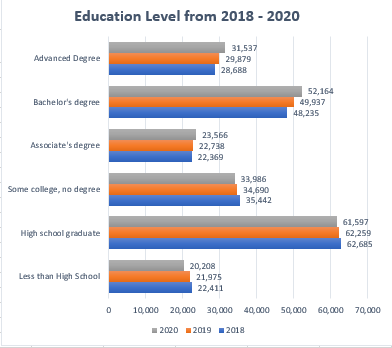 Education Level from 2018 - 2020
Advanced Degree
31,537
29,879
28,688
Bachelor's degree
52,164
49,937
48,235
Associate's degree
23,566
22,738
22,369
Some college, no degree
33,986
34,690
35,442
High school graduate
61,597
62,259
62,685
Less than High School
20,208
21,975
22,411
0 10,000 20,000 30,000 40,000 50,000 60,000 70,000
2020 2019 2018